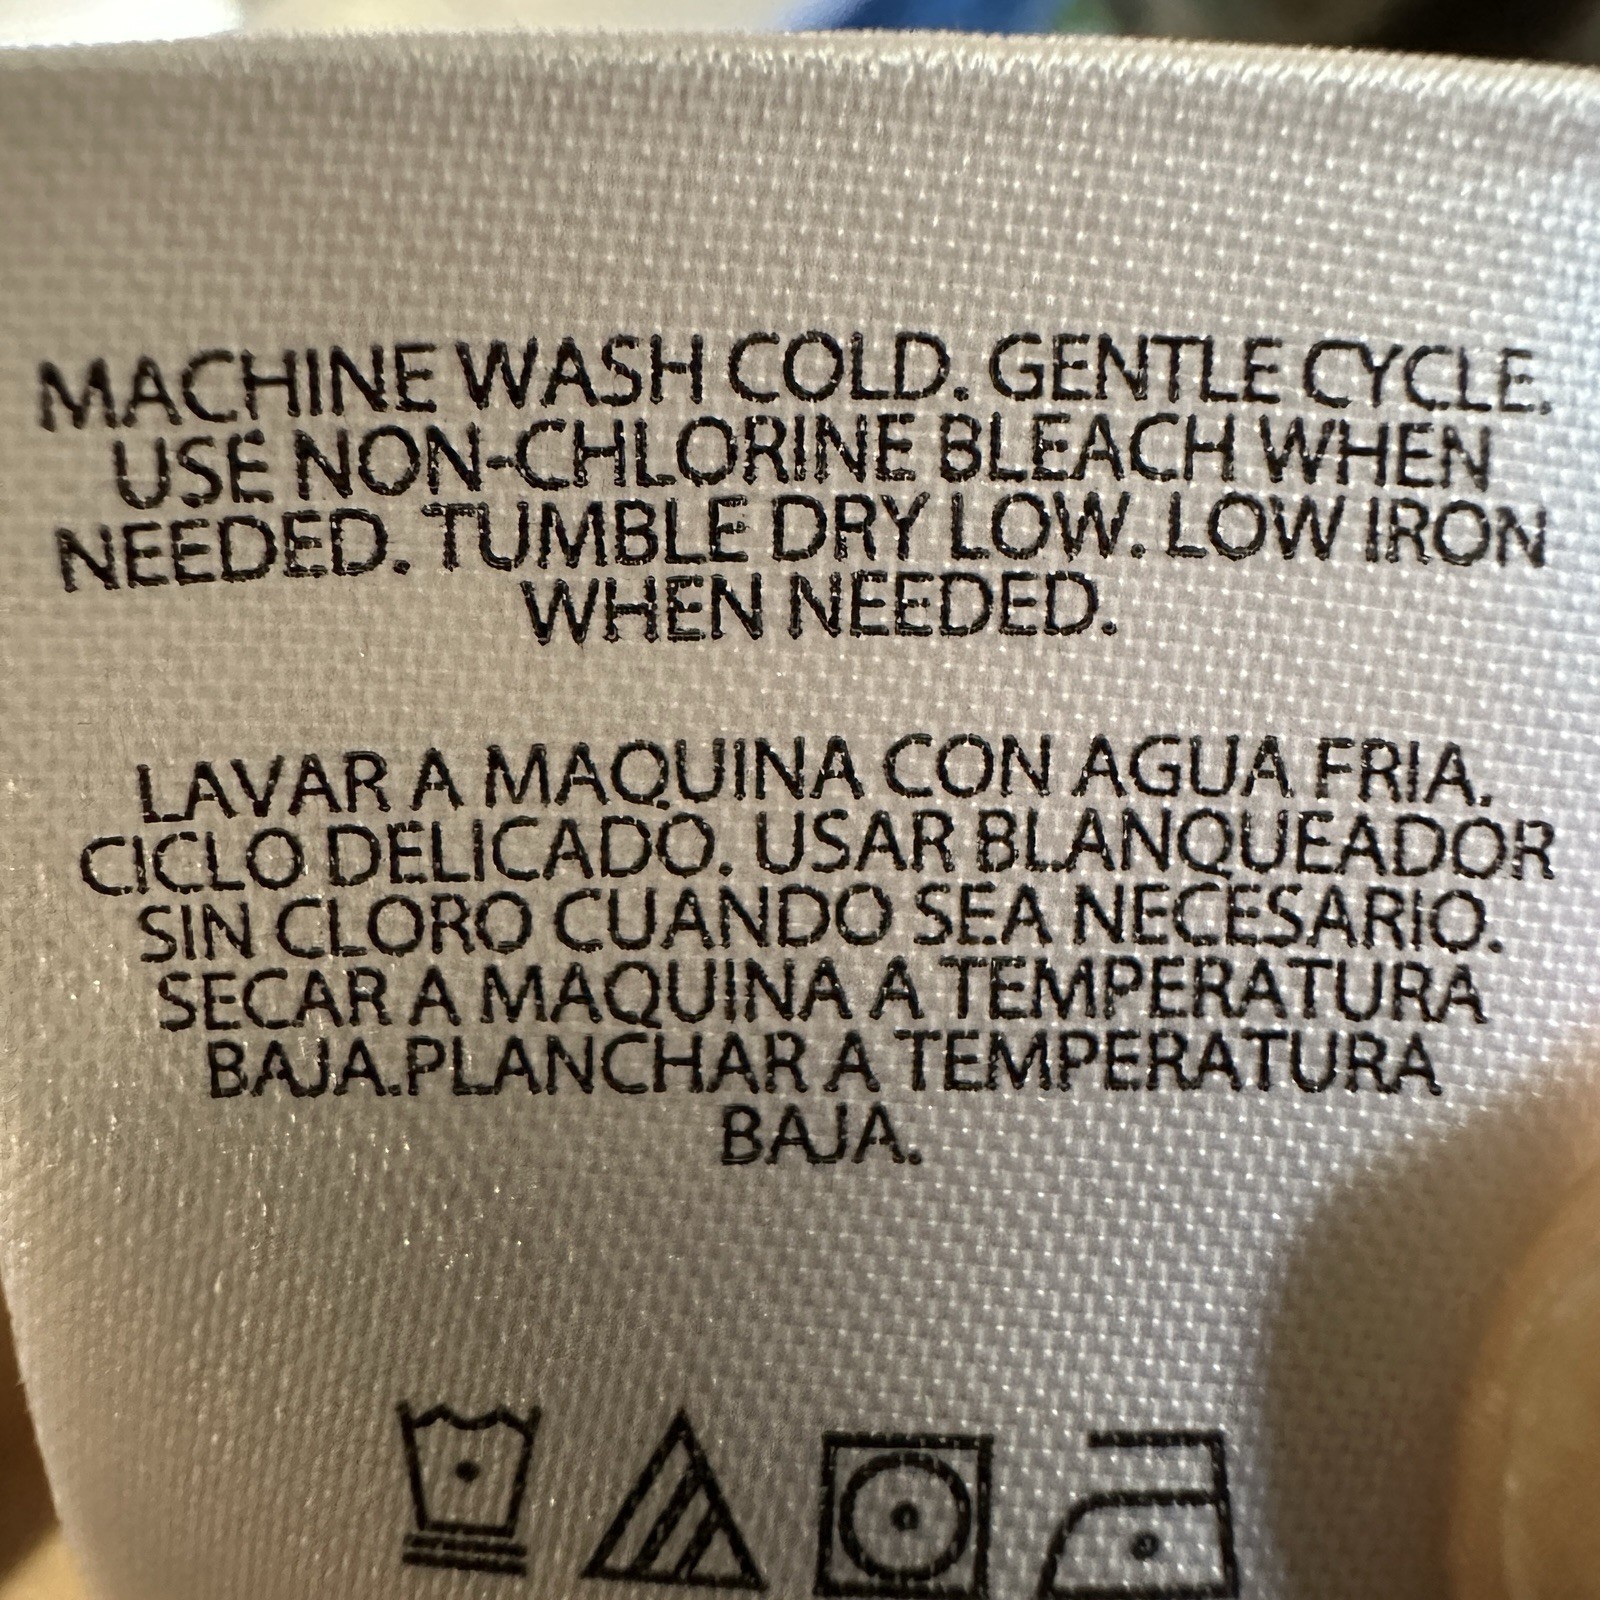 MACHINE WASH COLD. GENTLE CYCLE.
USE NON-CHLORINE BLEACH WHEN
NEEDED. TUMBLE DRY LOW. LOW IRON
WHEN NEEDED.
LAVAR A MAQUINA CON AGUA FRIA.
CICLO DELICADO. USAR BLANQUEADOR
SIN CLORO CUANDO SEA NECESARIO.
SECAR A MAQUINA A TEMPERATURA
BAJA.PLANCHAR A TEMPERATURA
BAJA.